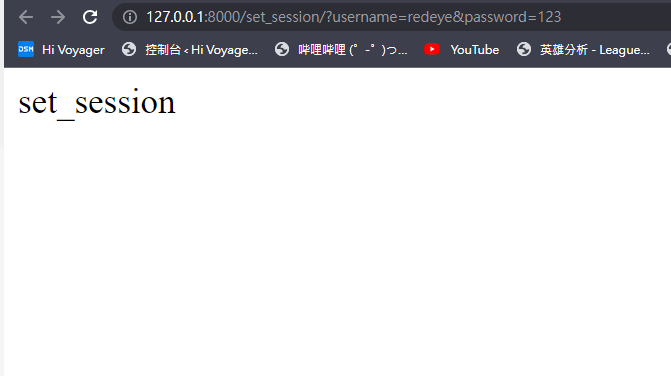 127.0.0.1:8000/set_session/?username=redeye&password=123
DSM Hi Voyager 控制台 ‹ Hi Voyage... 哔哩哔哩 (゜-゜)つ... YouTube 英雄分析 - League...
set_session